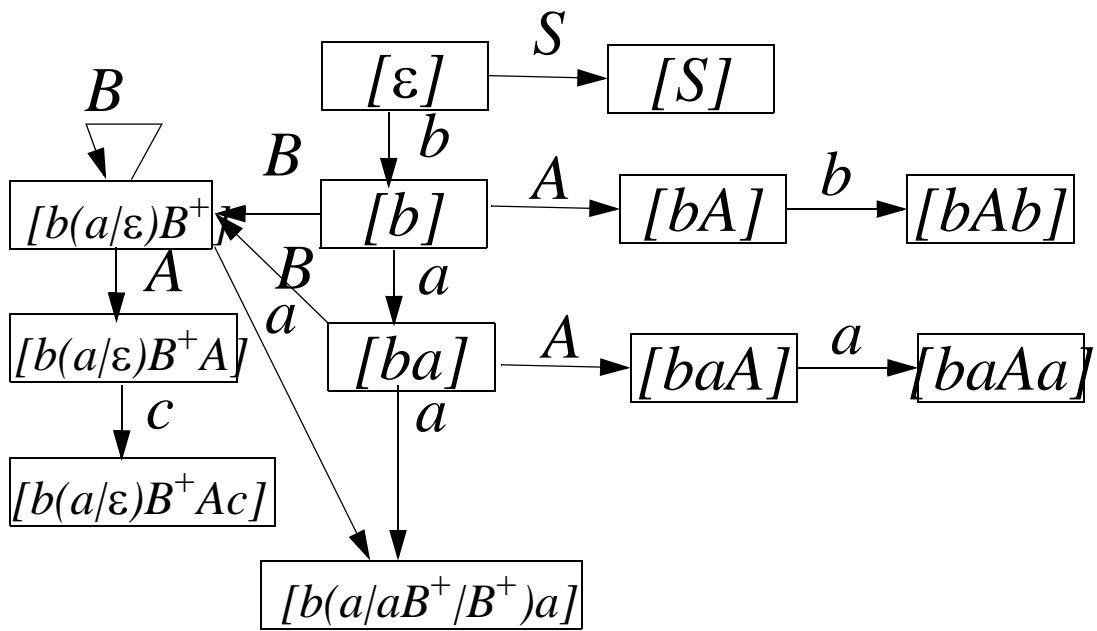 S
[ε]
[S]
B
b
B
A
b
[b(a/ε)B⁺]
[b]
[bA]
[bAb]
A
B
a
a
[b(a/ε)B⁺A]
[ba]
A
[baA]
a
[baAa]
c
a
[b(a/ε)B⁺Ac]
[b(a/aB⁺/B⁺)a]